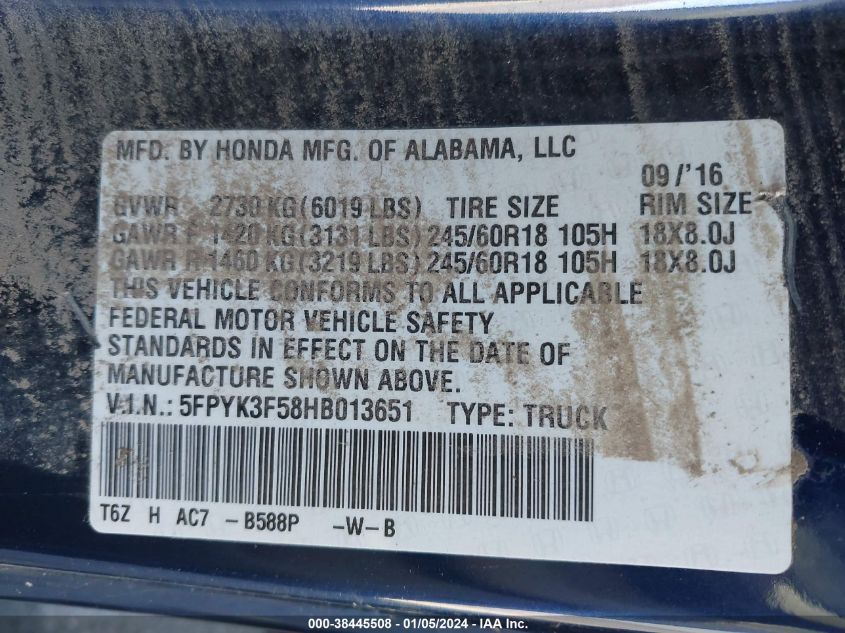 MFD. BY HONDA MFG. OF ALABAMA, LLC
09/'16
GVWR 2730 KG(6019 LBS) TIRE SIZE RIM SIZE
GAWR F 1420 KG(3131 LBS) 245/60R18 105H 18X8.0J
GAWR R 1460 KG(3219 LBS) 245/60R18 105H 18X8.0J
THIS VEHICLE CONFORMS TO ALL APPLICABLE
FEDERAL MOTOR VEHICLE SAFETY
STANDARDS IN EFFECT ON THE DATE OF
MANUFACTURE SHOWN ABOVE.
V.I.N.: 5FPYK3F58HB013651 TYPE: TRUCK
T6Z H AC7 -B588P -W-B
000-38445508 - 01/05/2024 - IAA Inc.